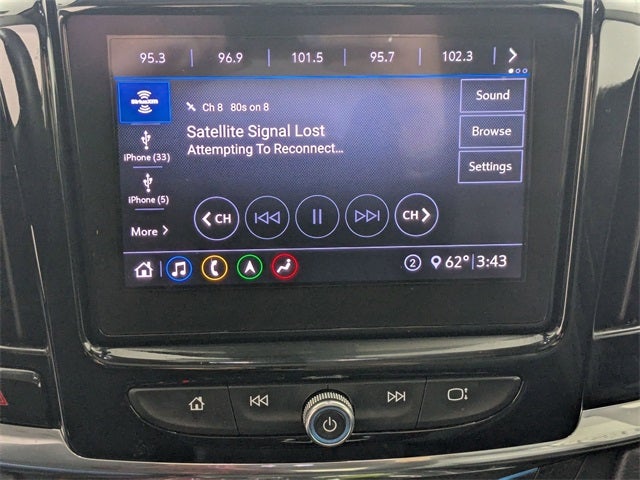 95.3 96.9 101.5 95.7 102.3
SiriusXM
Ch 8 80s on 8
Satellite Signal Lost
Attempting To Reconnect...
Sound
Browse
Settings
iPhone (33)
iPhone (5)
More
CH
CH
2 62° 3:43